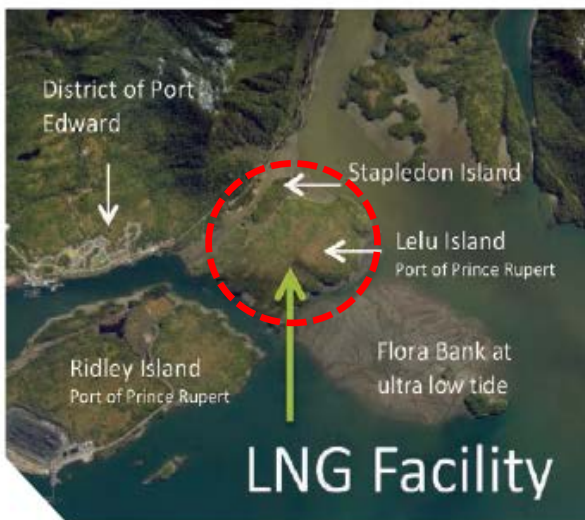 District of Port
Edward
Stapledon Island
Lelu Island
Port of Prince Rupert
Ridley Island
Port of Prince Rupert
Flora Bank at
ultra low tide
LNG Facility